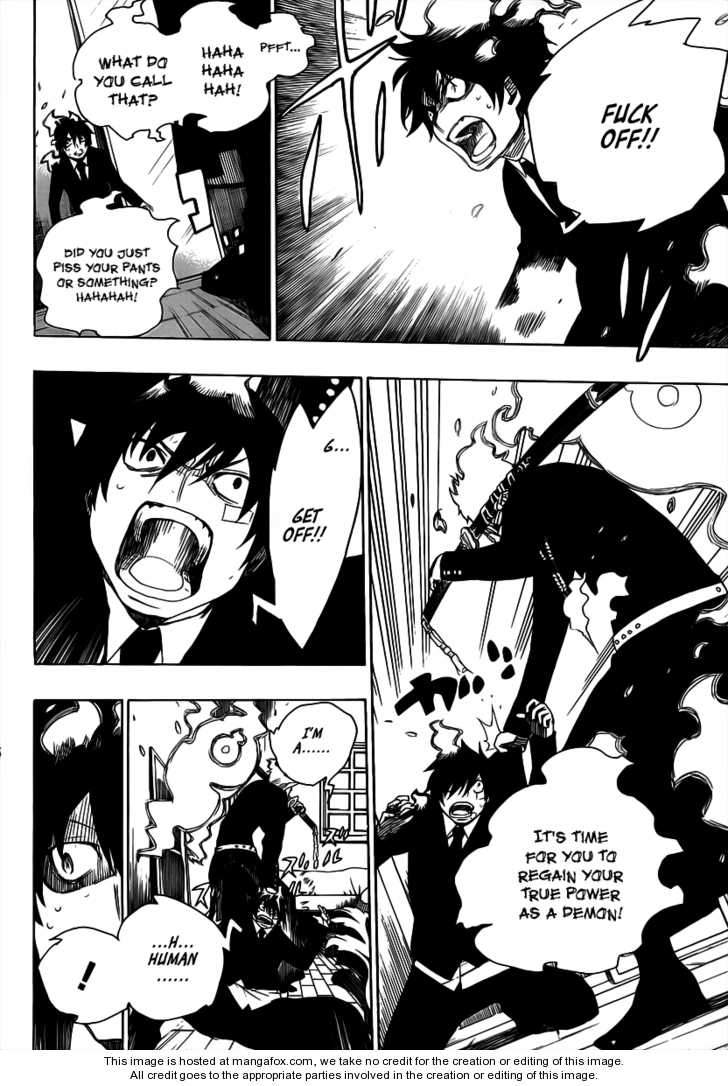 FUCK
OFF!!
PFFT...
HAHA
HAHA
HAH!
WHAT DO
YOU CALL
THAT?
DID YOU JUST
PISS YOUR PANTS
OR SOMETHING?
HAHAHAH!
ガッ
IT'S TIME
FOR YOU TO
REGAIN YOUR
TRUE POWER
AS A DEMON!
G...
GET
OFF!!
I'M
A......
...H...
HUMAN
......
!
This image is hosted at mangafox.com, we take no credit for the creation or editing of this image.
All credit goes to the appropriate parties involved in the creation or editing of this image.